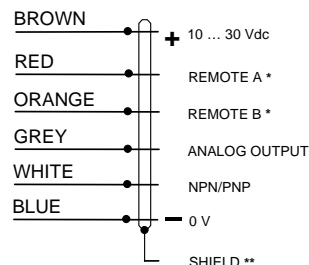 BROWN + 10 ... 30 Vdc
RED REMOTE A *
ORANGE REMOTE B *
GREY ANALOG OUTPUT
WHITE NPN/PNP
BLUE − 0 V
SHIELD **